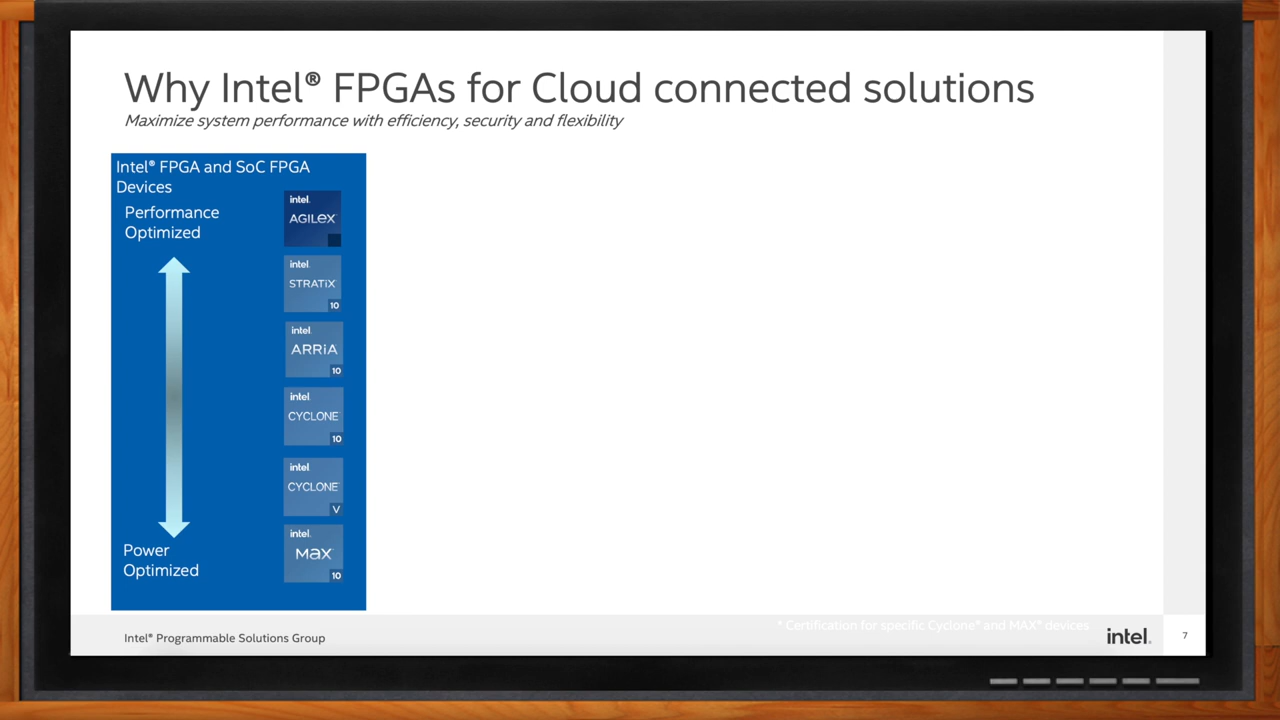 Why Intel® FPGAs for Cloud connected solutions
Maximize system performance with efficiency, security and flexibility
Intel® FPGA and SoC FPGA
Devices
Performance
Optimized
intel.
AGILEX
intel.
STRATiX
10
intel.
ARRiA
10
intel.
CYCLONE
10
intel.
CYCLONE
V
intel.
MAX
10
Power
Optimized
* Certification for specific Cyclone® and MAX® devices
Intel® Programmable Solutions Group
intel.
7